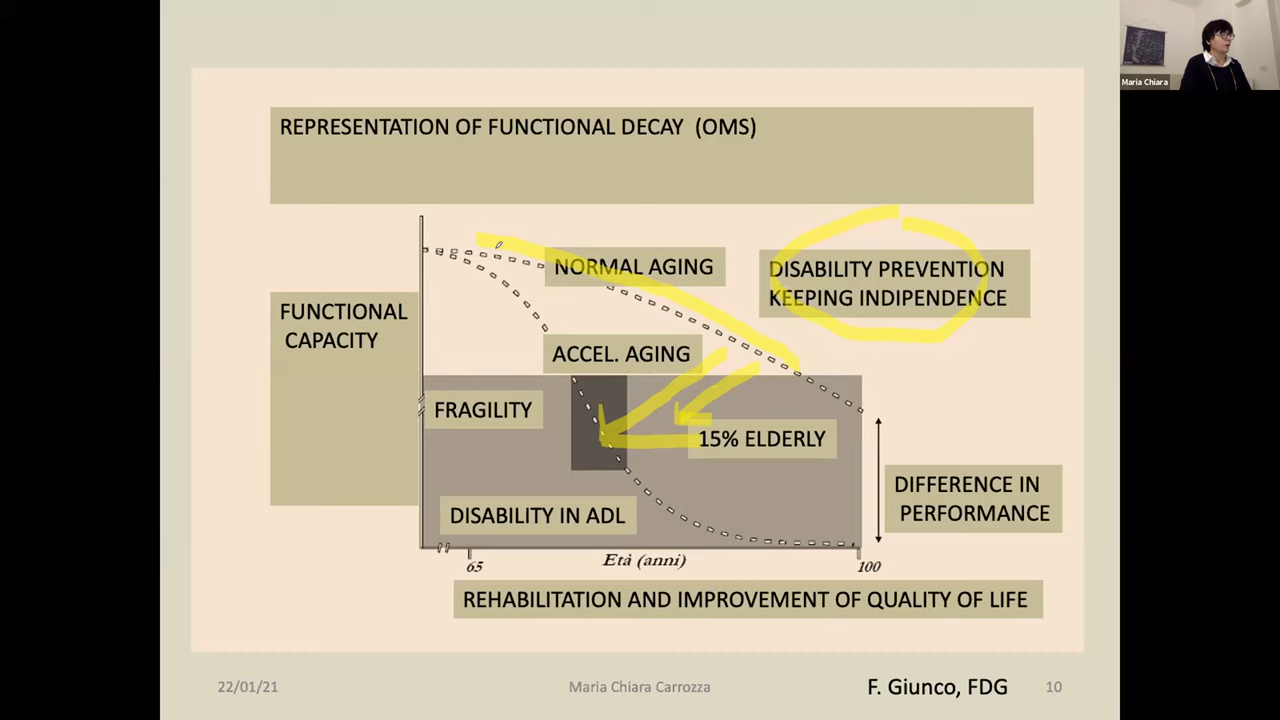 Maria Chiara
REPRESENTATION OF FUNCTIONAL DECAY (OMS)
NORMAL AGING
DISABILITY PREVENTION
KEEPING INDIPENDENCE
FUNCTIONAL
CAPACITY
ACCEL. AGING
FRAGILITY
15% ELDERLY
DISABILITY IN ADL
DIFFERENCE IN
PERFORMANCE
65
Età (anni)
100
REHABILITATION AND IMPROVEMENT OF QUALITY OF LIFE
22/01/21
Maria Chiara Carrozza
F. Giunco, FDG
10